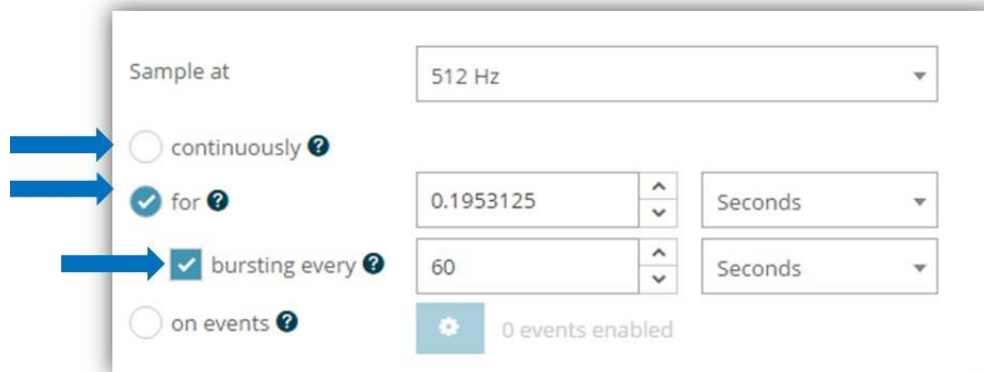 Sample at 512 Hz
continuously ?
for ? 0.1953125 Seconds
bursting every ? 60 Seconds
on events ? 0 events enabled